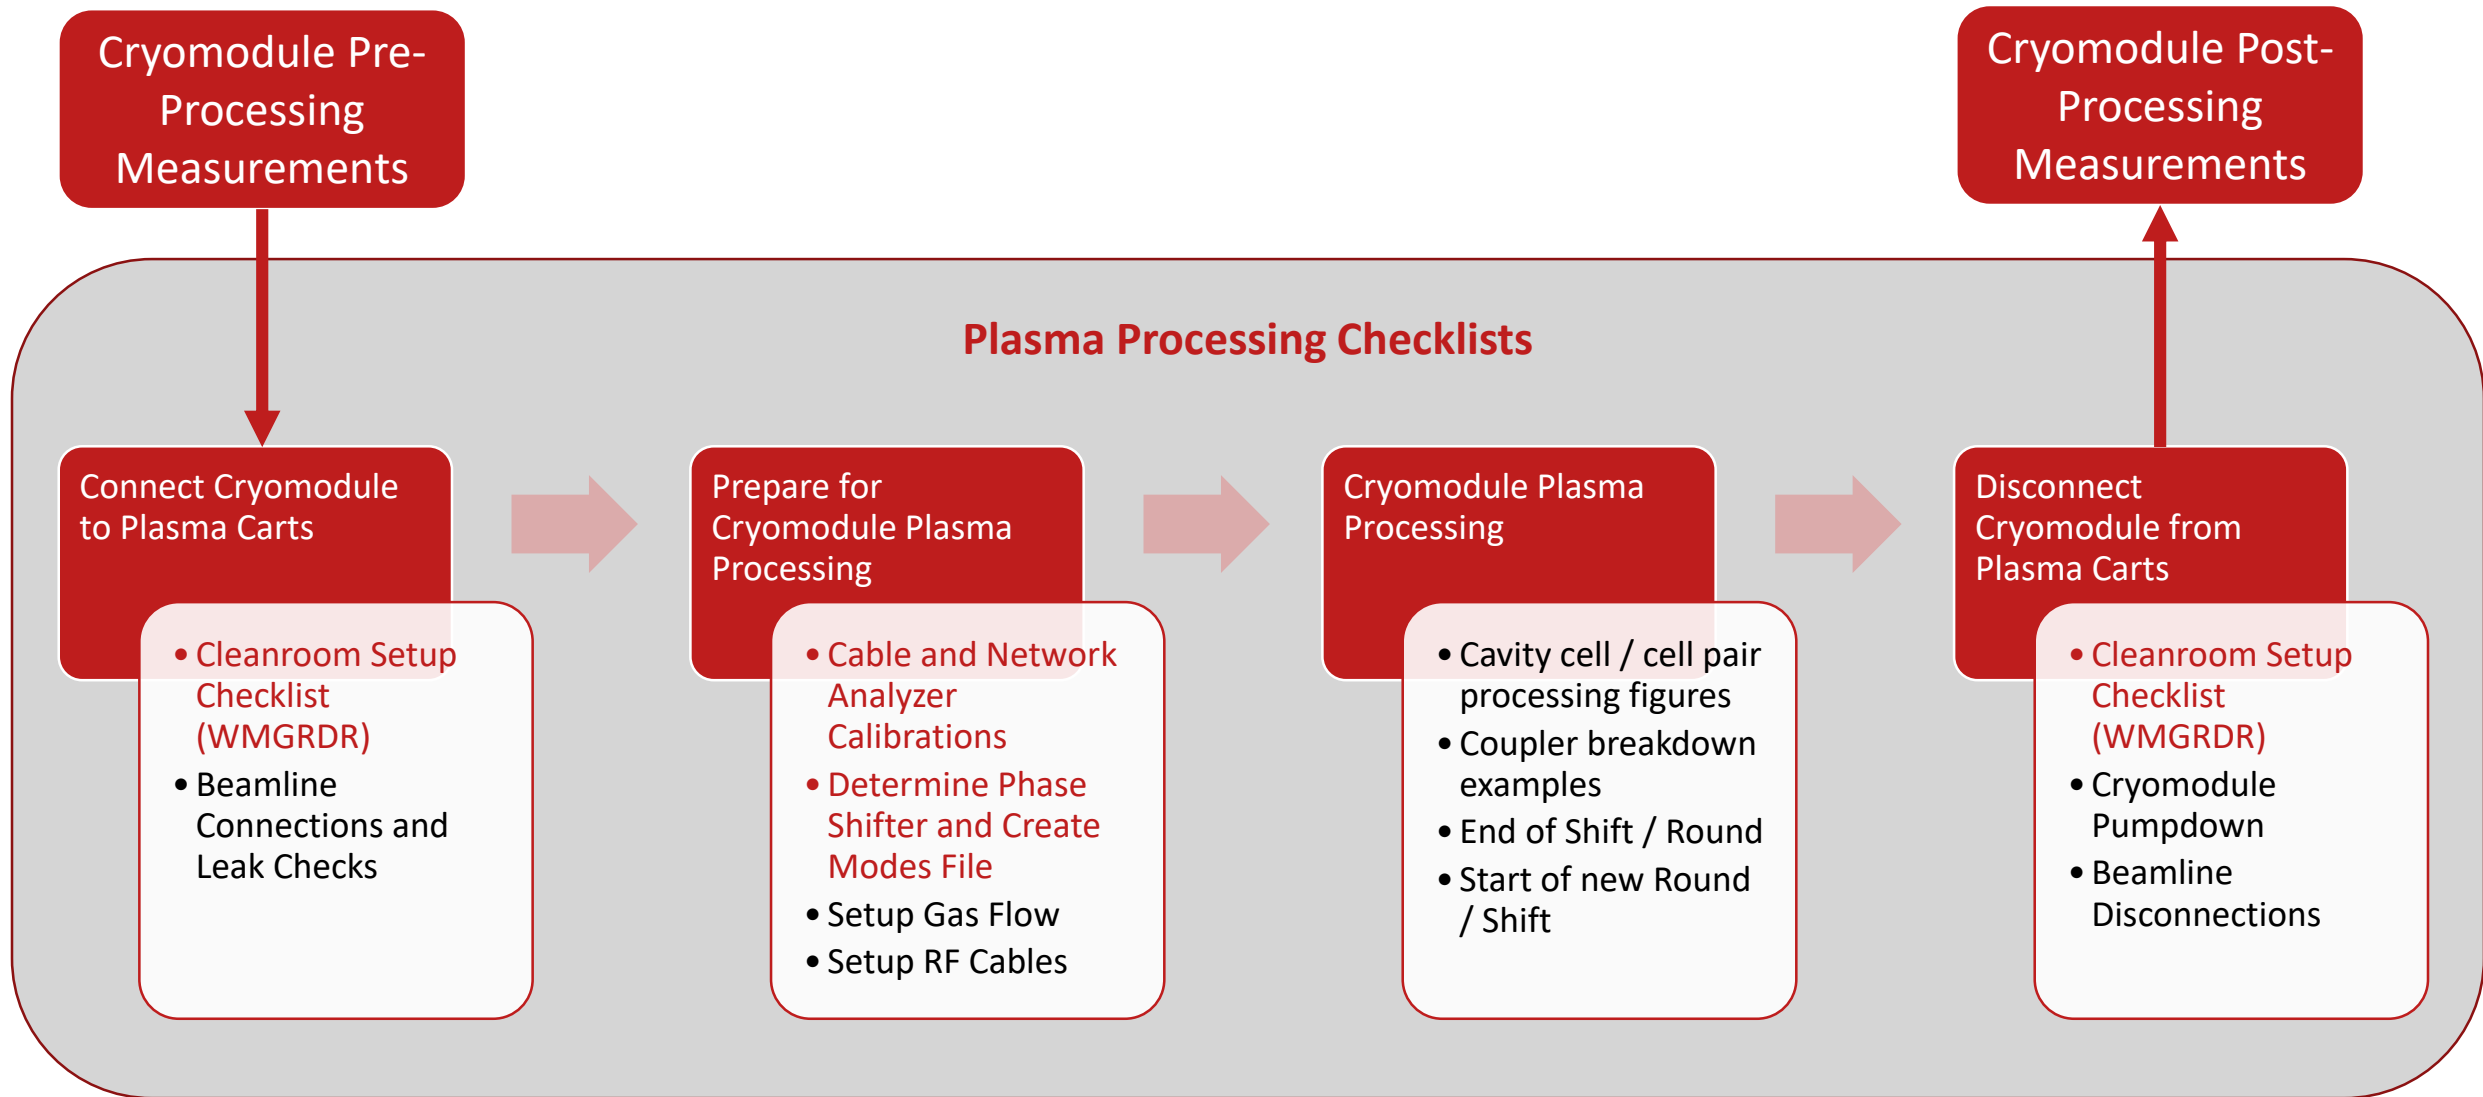 Cryomodule Pre-
Processing
Measurements
Cryomodule Post-
Processing
Measurements
Plasma Processing Checklists
Connect Cryomodule
to Plasma Carts
• Cleanroom Setup
Checklist
(WMGRDR)
• Beamline
Connections and
Leak Checks
Prepare for
Cryomodule Plasma
Processing
• Cable and Network
Analyzer
Calibrations
• Determine Phase
Shifter and Create
Modes File
• Setup Gas Flow
• Setup RF Cables
Cryomodule Plasma
Processing
• Cavity cell / cell pair
processing figures
• Coupler breakdown
examples
• End of Shift / Round
• Start of new Round
/ Shift
Disconnect
Cryomodule from
Plasma Carts
• Cleanroom Setup
Checklist
(WMGRDR)
• Cryomodule
Pumpdown
• Beamline
Disconnections